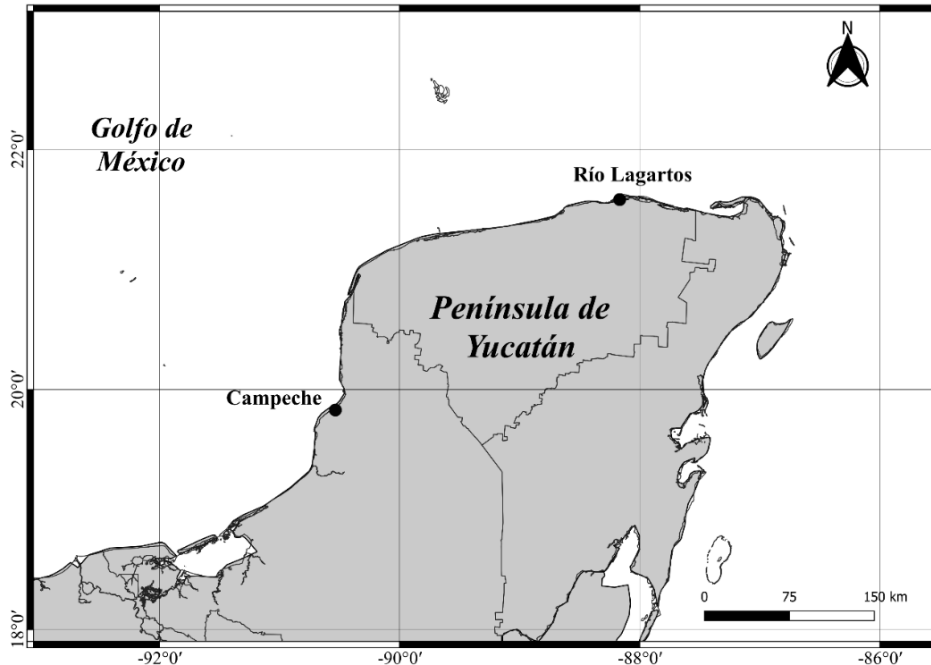 N
Golfo de
México
22°0'
Río Lagartos
Península de
Yucatán
20°0'
Campeche
0 75 150 km
18°0'
-92°0' -90°0' -88°0' -86°0'